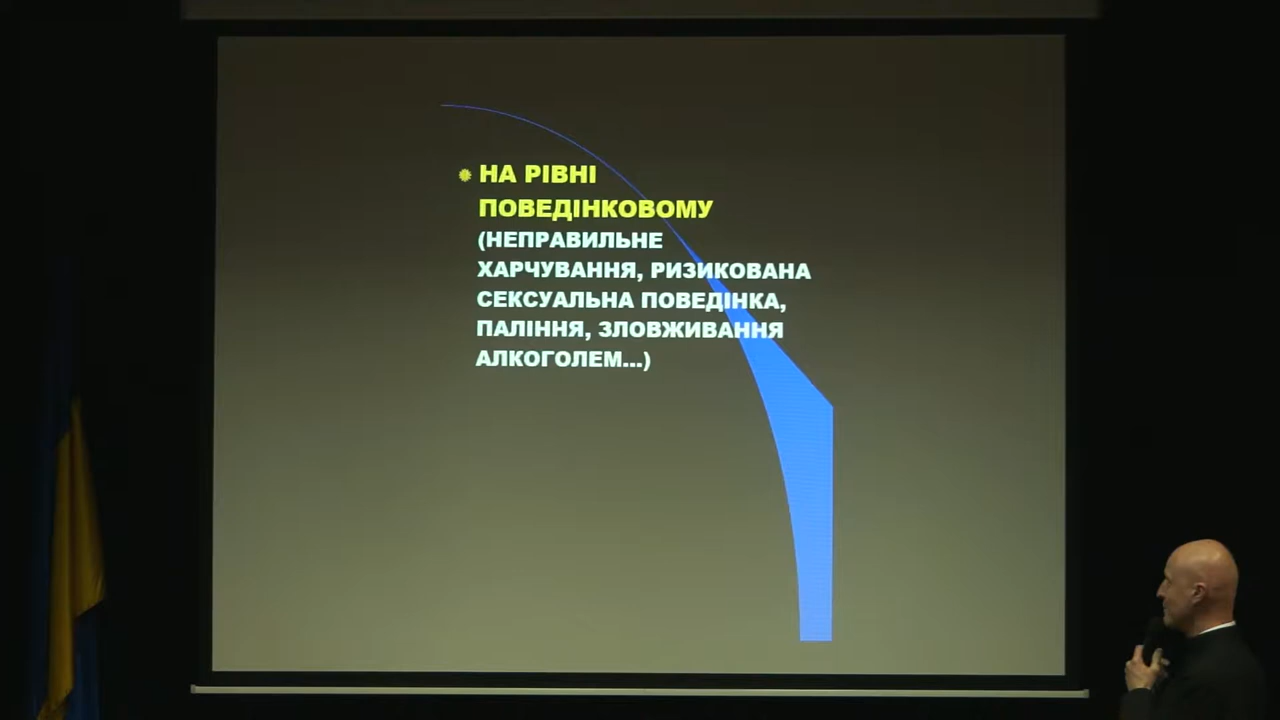 НА РІВНІ
ПОВЕДІНКОВОМУ
(НЕПРАВИЛЬНЕ
ХАРЧУВАННЯ, РИЗИКОВАНА
СЕКСУАЛЬНА ПОВЕДІНКА,
ПАЛІННЯ, ЗЛОВЖИВАННЯ
АЛКОГОЛЕМ...)